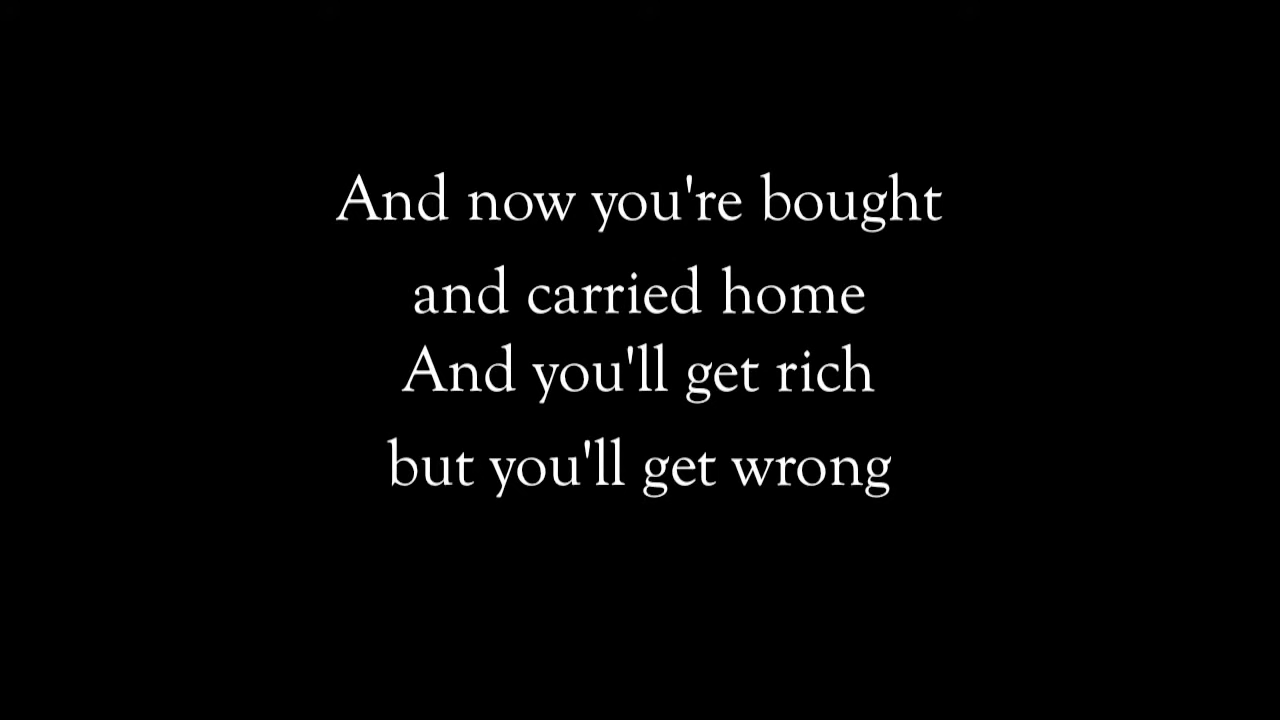 And now you're bought
and carried home
And you'll get rich
but you'll get wrong